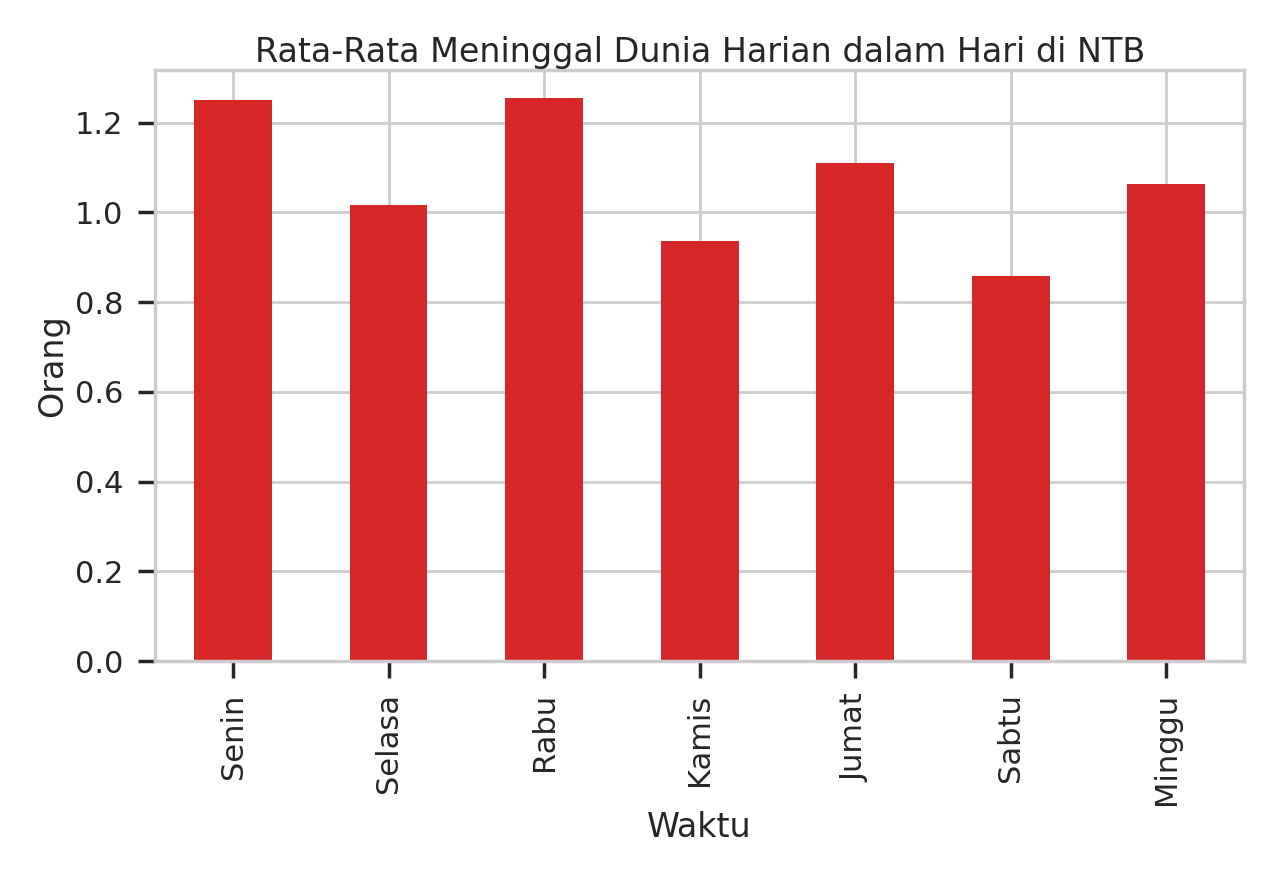 Rata-Rata Meninggal Dunia Harian dalam Hari di NTB
1.2
1.0
0.8
0.6
0.4
0.2
0.0
Orang
Senin
Selasa
Rabu
Kamis
Jumat
Sabtu
Minggu
Waktu